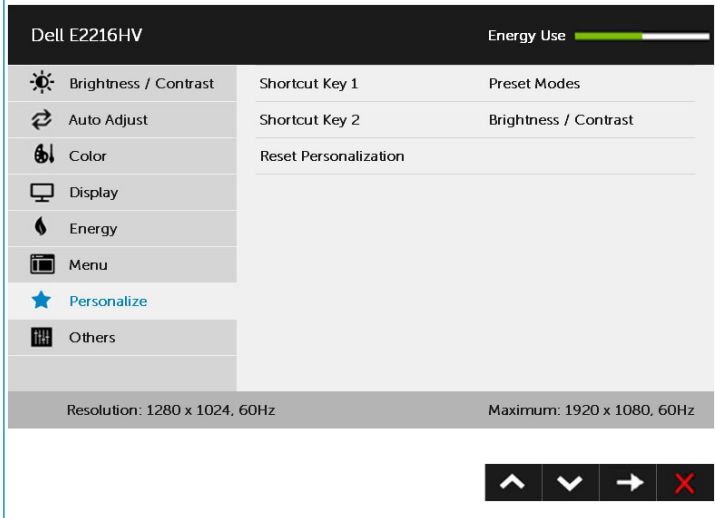 Dell E2216HV Energy Use
Brightness / Contrast Shortcut Key 1 Preset Modes
Auto Adjust Shortcut Key 2 Brightness / Contrast
Color Reset Personalization
Display
Energy
Menu
Personalize
Others
Resolution: 1280 x 1024, 60Hz Maximum: 1920 x 1080, 60Hz